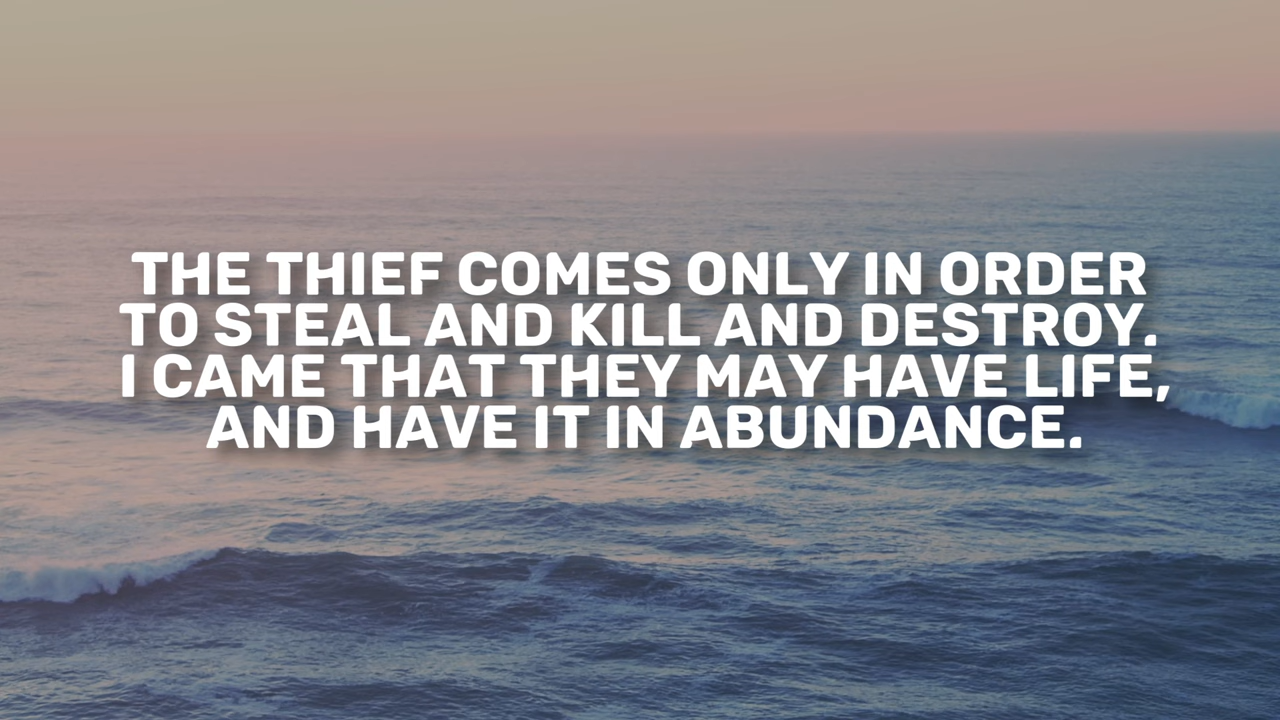 THE THIEF COMES ONLY IN ORDER
TO STEAL AND KILL AND DESTROY.
I CAME THAT THEY MAY HAVE LIFE,
AND HAVE IT IN ABUNDANCE.